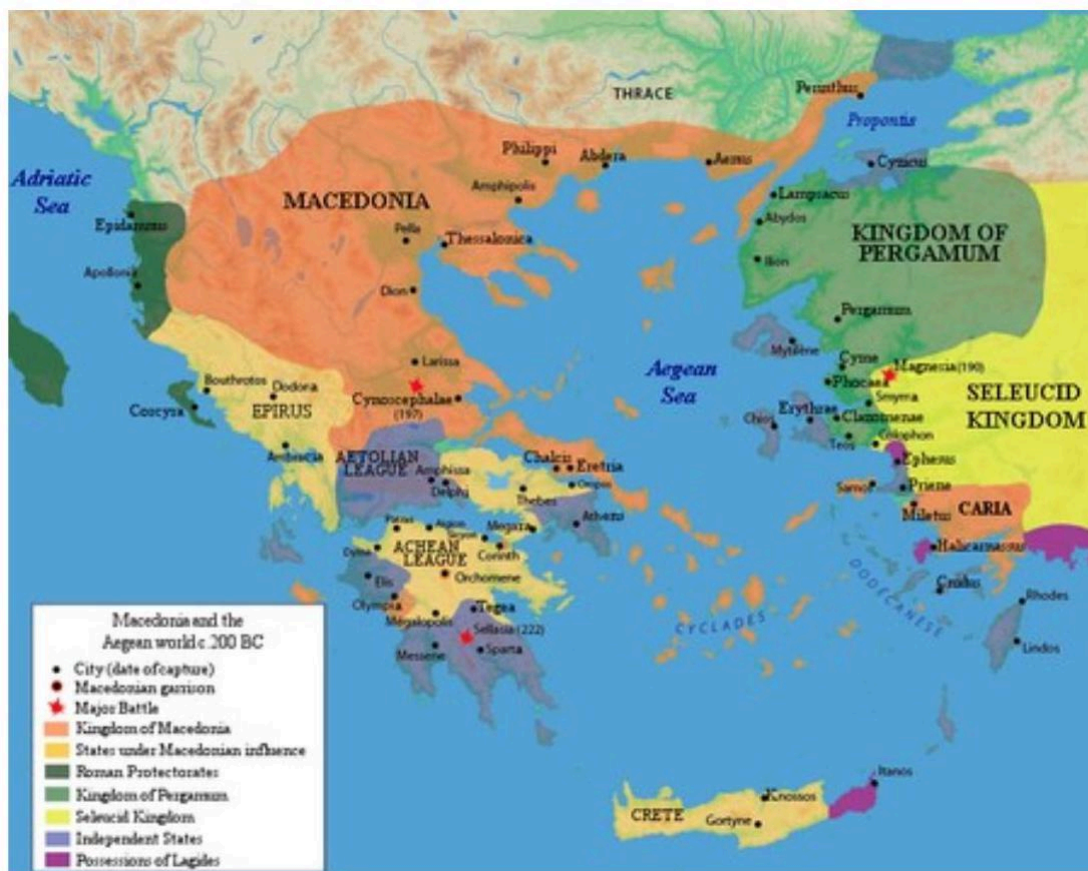 THRACE
Perinthus
Propontis
Adriatic
Sea
Philippi
Abdera
Aenus
Cyzicus
Amphipolis
Lampsacus
MACEDONIA
Epidamnus
Abydos
Pella
Thessalonica
KINGDOM OF
PERGAMUM
Apollonia
Ilion
Dion
Pergamum
Mytilene
Larissa
Cyme
Magnesia (190)
Aegean
Sea
Bouthrotos
Dodona
Cynoscephalae
(197)
Phocaea
Smyrna
SELEUCID
KINGDOM
Corcyra
EPIRUS
Chios
Erythrae
Clazomenae
Teos
Colophon
Ambracia
AETOLIAN
LEAGUE
Amphissa
Delphi
Chalcis
Eretria
Oropos
Thebes
Ephesus
Samos
Priene
Athens
Miletus
CARIA
Patras
Aegion
Megara
Dyme
ACHEAN
LEAGUE
Corinth
Halicarnassus
Elis
Orchomene
Cnidus
DODECANESE
Olympia
Rhodes
Megalopolis
Tegea
CYCLADES
Sellasia (222)
Messene
Sparta
Lindos
Itanos
CRETE
Knossos
Gortyne
Macedonia and the
Aegean world c. 200 BC
City (date of capture)
Macedonian garrison
Major Battle
Kingdom of Macedonia
States under Macedonian influence
Roman Protectorates
Kingdom of Pergamum
Seleucid Kingdom
Independent States
Possessions of Lagides